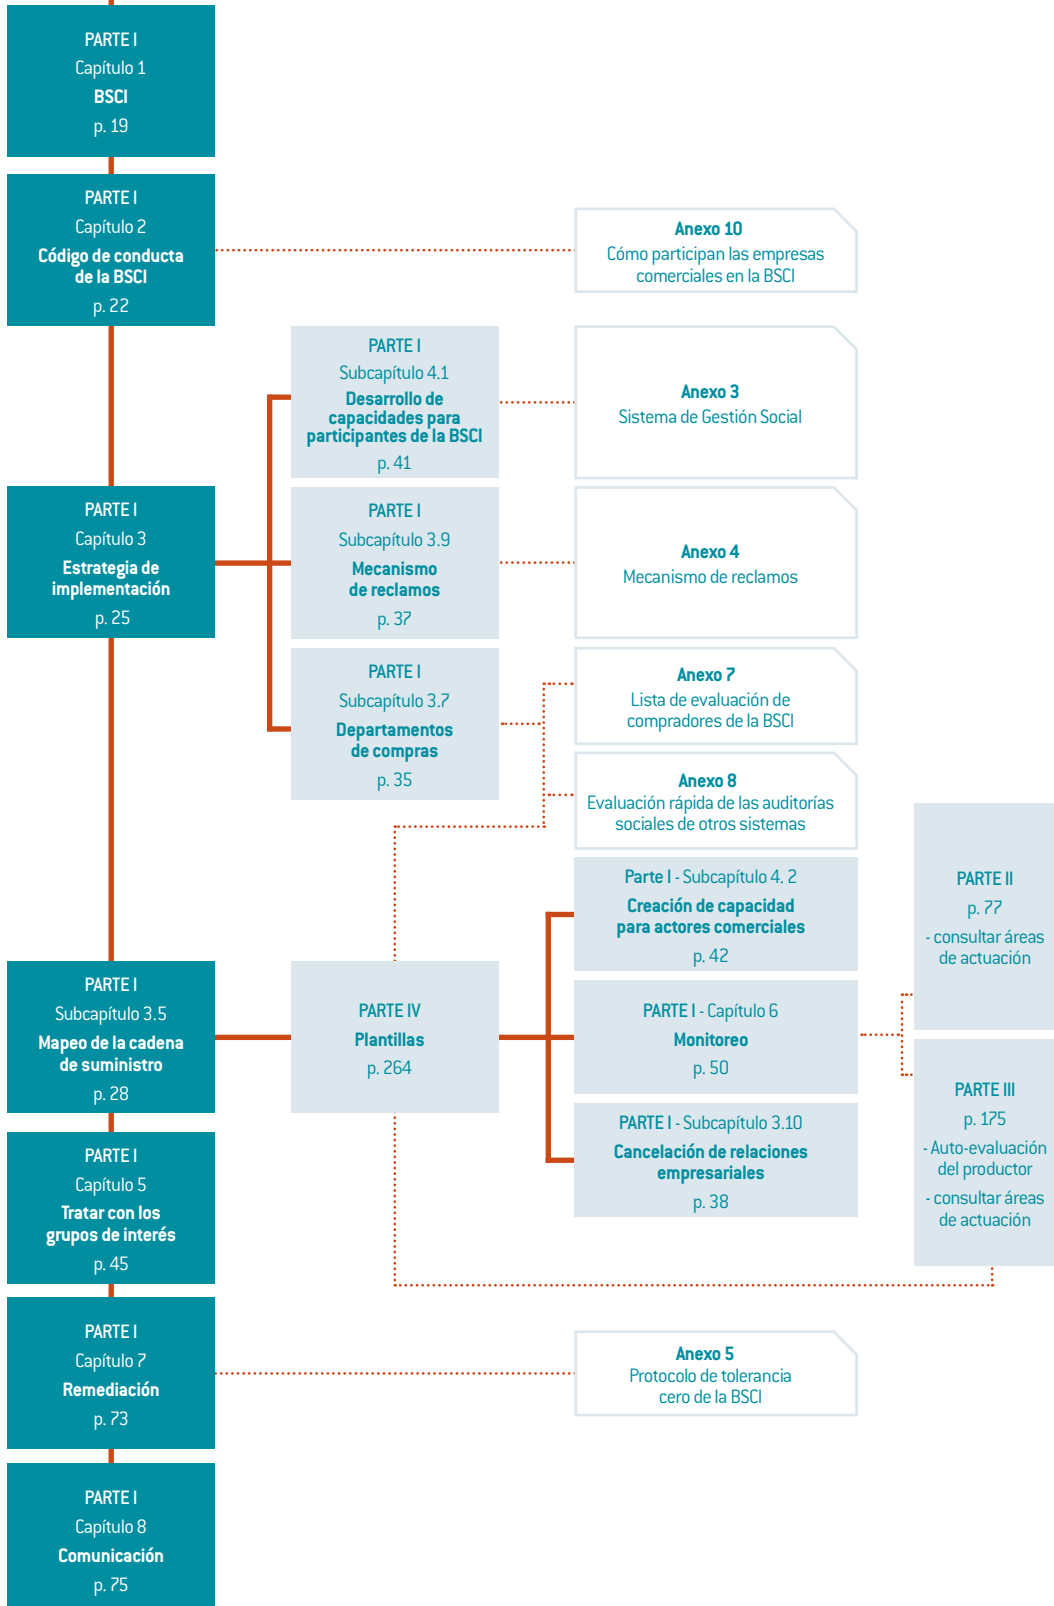 PARTE I
Capítulo 1
BSCI
p. 19
PARTE I
Capítulo 2
Código de conducta
de la BSCI
p. 22
Anexo 10
Cómo participan las empresas
comerciales en la BSCI
PARTE I
Subcapítulo 4.1
Desarrollo de
capacidades para
participantes de la BSCI
p. 41
Anexo 3
Sistema de Gestión Social
PARTE I
Capítulo 3
Estrategia de
implementación
p. 25
PARTE I
Subcapítulo 3.9
Mecanismo
de reclamos
p. 37
Anexo 4
Mecanismo de reclamos
PARTE I
Subcapítulo 3.7
Departamentos
de compras
p. 35
Anexo 7
Lista de evaluación de
compradores de la BSCI
Anexo 8
Evaluación rápida de las auditorías
sociales de otros sistemas
Parte I - Subcapítulo 4. 2
Creación de capacidad
para actores comerciales
p. 42
PARTE II
p. 77
- consultar áreas
de actuación
PARTE I
Subcapítulo 3.5
Mapeo de la cadena
de suministro
p. 28
PARTE IV
Plantillas
p. 264
PARTE I - Capítulo 6
Monitoreo
p. 50
PARTE III
p. 175
- Auto-evaluación
del productor
- consultar áreas
de actuación
PARTE I - Subcapítulo 3.10
Cancelación de relaciones
empresariales
p. 38
PARTE I
Capítulo 5
Tratar con los
grupos de interés
p. 45
PARTE I
Capítulo 7
Remediación
p. 73
Anexo 5
Protocolo de tolerancia
cero de la BSCI
PARTE I
Capítulo 8
Comunicación
p. 75